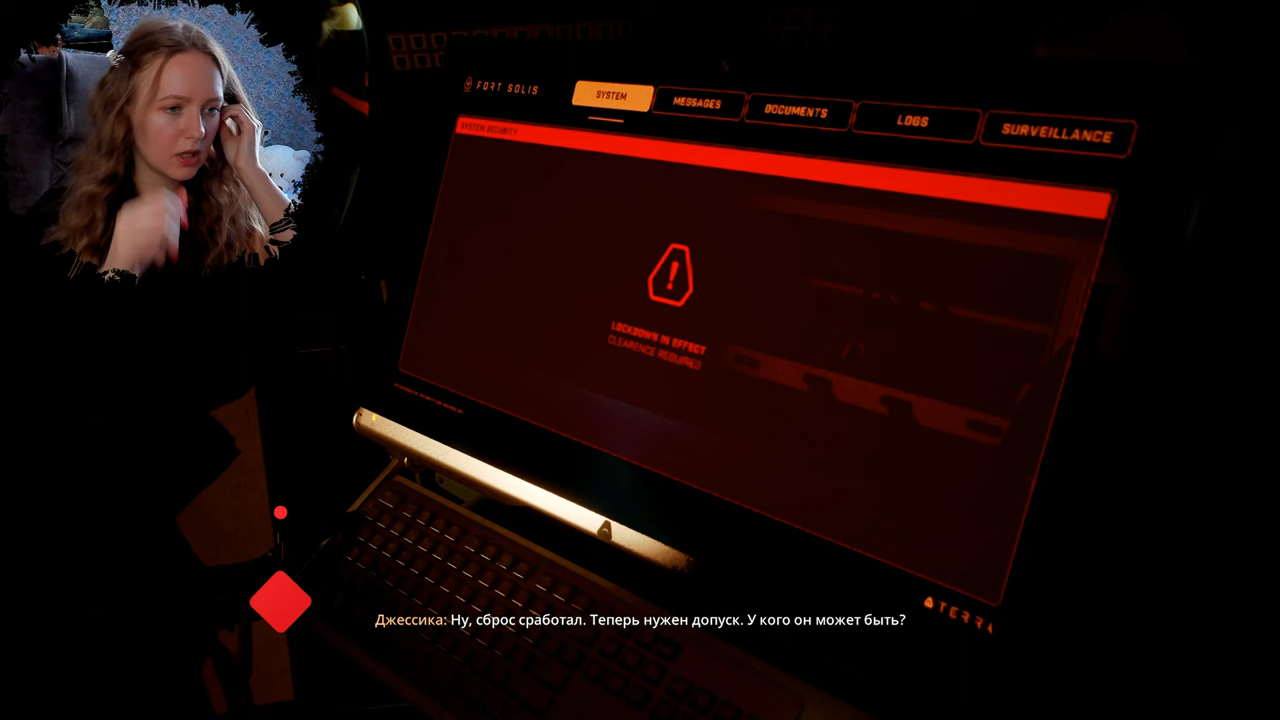 FORT SOLIS
SYSTEM
MESSAGES
DOCUMENTS
LOGS
SURVEILLANCE
SYSTEM SECURITY
LOCKDOWN IN EFFECT
CLEARENCE REQUIRED
TERRA
Джессика: Ну, сброс сработал. Теперь нужен допуск. У кого он может быть?